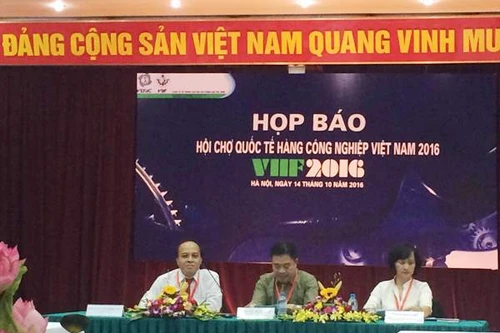 ĐẢNG CỘNG SẢN VIỆT NAM QUANG VINH MU
HỌP BÁO
HỘI CHỢ QUỐC TẾ HÀNG CÔNG NGHIỆP VIỆT NAM 2016
VIIF2016
HÀ NỘI, NGÀY 14 THÁNG 10 NĂM 2016